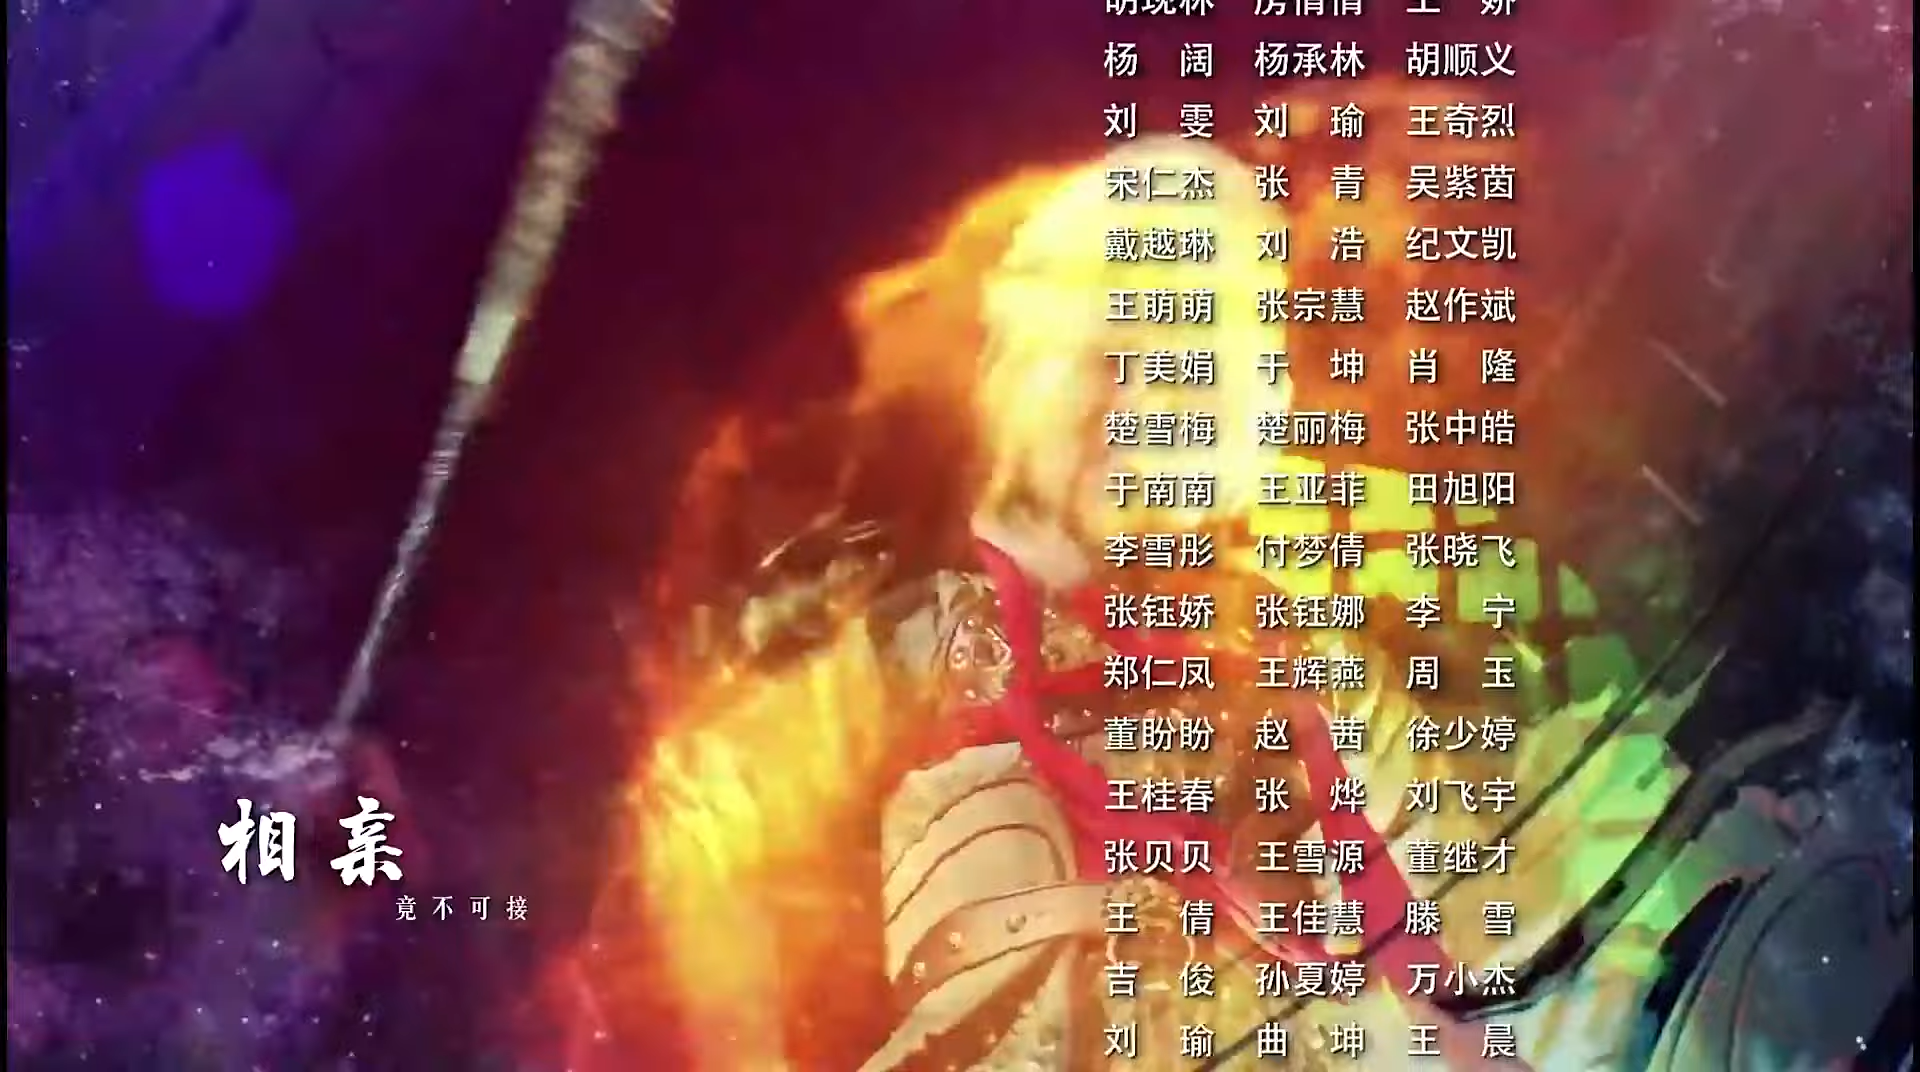 杨 阔 杨承林 胡顺义
刘 雯 刘 瑜 王奇烈
宋仁杰 张 青 吴紫茵
戴越琳 刘 浩 纪文凯
王萌萌 张宗慧 赵作斌
丁美娟 于 坤 肖 隆
楚雪梅 楚丽梅 张中皓
于南南 王亚菲 田旭阳
李雪彤 付梦倩 张晓飞
张钰娇 张钰娜 李 宁
郑仁凤 王辉燕 周 玉
董盼盼 赵 茜 徐少婷
王桂春 张 烨 刘飞宇
张贝贝 王雪源 董继才
王 倩 王佳慧 滕 雪
吉 俊 孙夏婷 万小杰
刘 瑜 曲 坤 王 晨
相亲
竟不可接